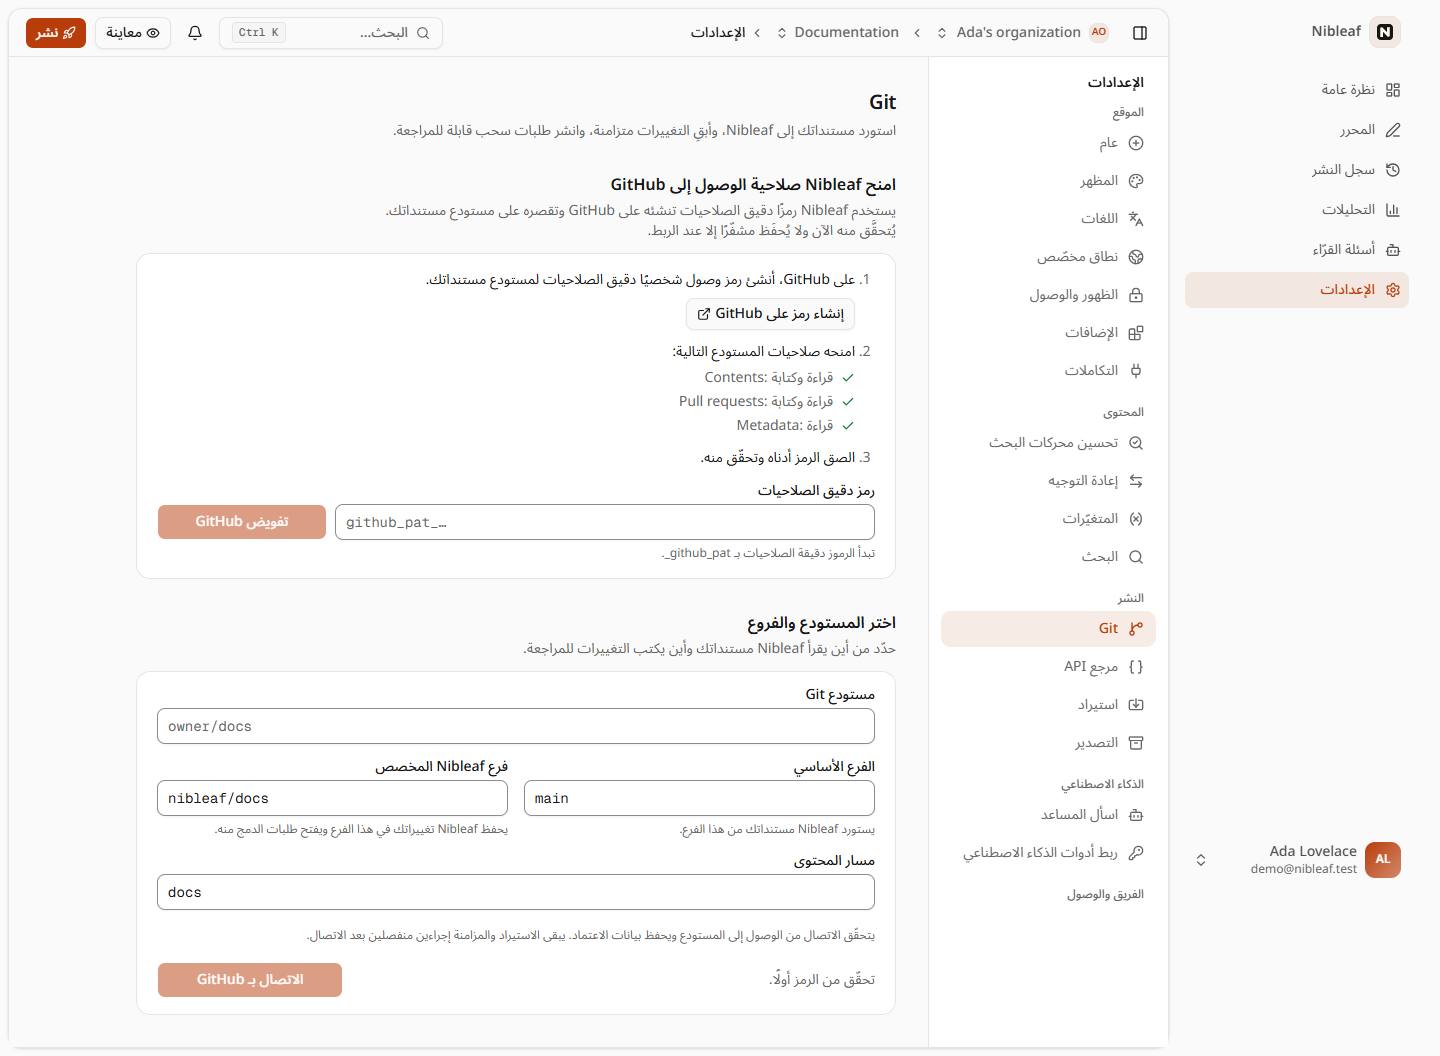 Nibleaf
نظرة عامة
المحرر
سجل النشر
التحليلات
أسئلة القرّاء
الإعدادات
Ada Lovelace
demo@nibleaf.test
AL
AO Ada's organization
Documentation
الإعدادات
البحث...
Ctrl K
معاينة
نشر
الإعدادات
الموقع
عام
المظهر
اللغات
نطاق مخصّص
الظهور والوصول
الإضافات
التكاملات
المحتوى
تحسين محركات البحث
إعادة التوجيه
المتغيّرات
البحث
النشر
Git
مرجع API
استيراد
التصدير
الذكاء الاصطناعي
اسأل المساعد
ربط أدوات الذكاء الاصطناعي
الفريق والوصول
Git
استورد مستنداتك إلى Nibleaf، وأبقِ التغييرات متزامنة، وانشر طلبات سحب قابلة للمراجعة.
امنح Nibleaf صلاحية الوصول إلى GitHub
يستخدم Nibleaf رمزًا دقيق الصلاحيات تنشئه على GitHub وتقصره على مستودع مستنداتك.
يُتحقَّق منه الآن ولا يُحفَظ مشفّرًا إلا عند الربط.
1. على GitHub، أنشئ رمز وصول شخصيًا دقيق الصلاحيات لمستودع مستنداتك.
إنشاء رمز على GitHub
2. امنحه صلاحيات المستودع التالية:
Contents: قراءة وكتابة
Pull requests: قراءة وكتابة
Metadata: قراءة
3. الصق الرمز أدناه وتحقّق منه.
رمز دقيق الصلاحيات
github_pat_…
تفويض GitHub
تبدأ الرموز دقيقة الصلاحيات بـ github_pat_.
اختر المستودع والفروع
حدّد من أين يقرأ Nibleaf مستنداتك وأين يكتب التغييرات للمراجعة.
مستودع Git
owner/docs
الفرع الأساسي
main
يستورد Nibleaf مستنداتك من هذا الفرع.
فرع Nibleaf المخصص
nibleaf/docs
يحفظ Nibleaf تغييراتك في هذا الفرع ويفتح طلبات الدمج منه.
مسار المحتوى
docs
يتحقّق الاتصال من الوصول إلى المستودع ويحفظ بيانات الاعتماد. يبقى الاستيراد والمزامنة إجراءين منفصلين بعد الاتصال.
تحقّق من الرمز أولًا.
الاتصال بـ GitHub